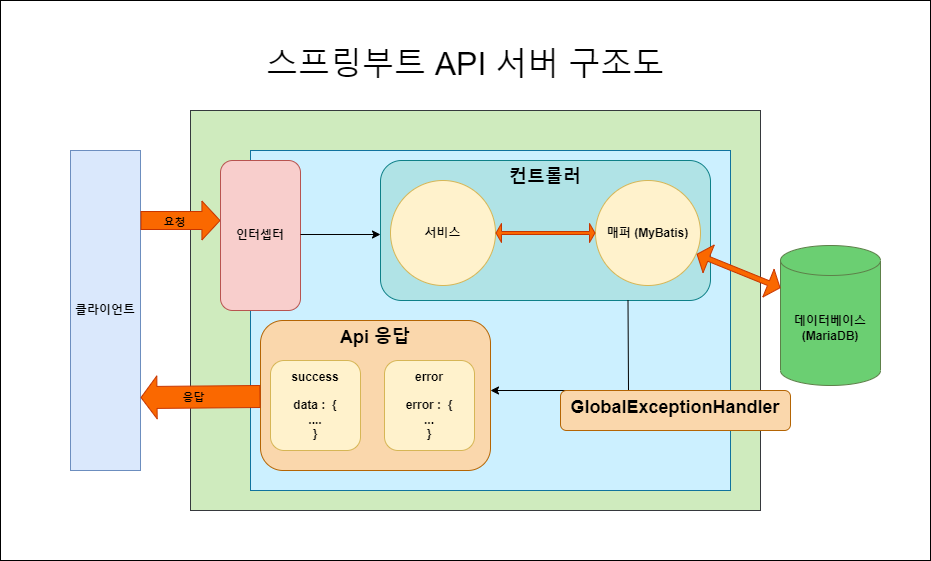 스프링부트 API 서버 구조도
클라이언트
요청
인터셉터
컨트롤러
서비스
매퍼 (MyBatis)
데이터베이스
(MariaDB)
Api 응답
success
data :  {
....
}
error
error :  {
...
}
GlobalExceptionHandler
응답